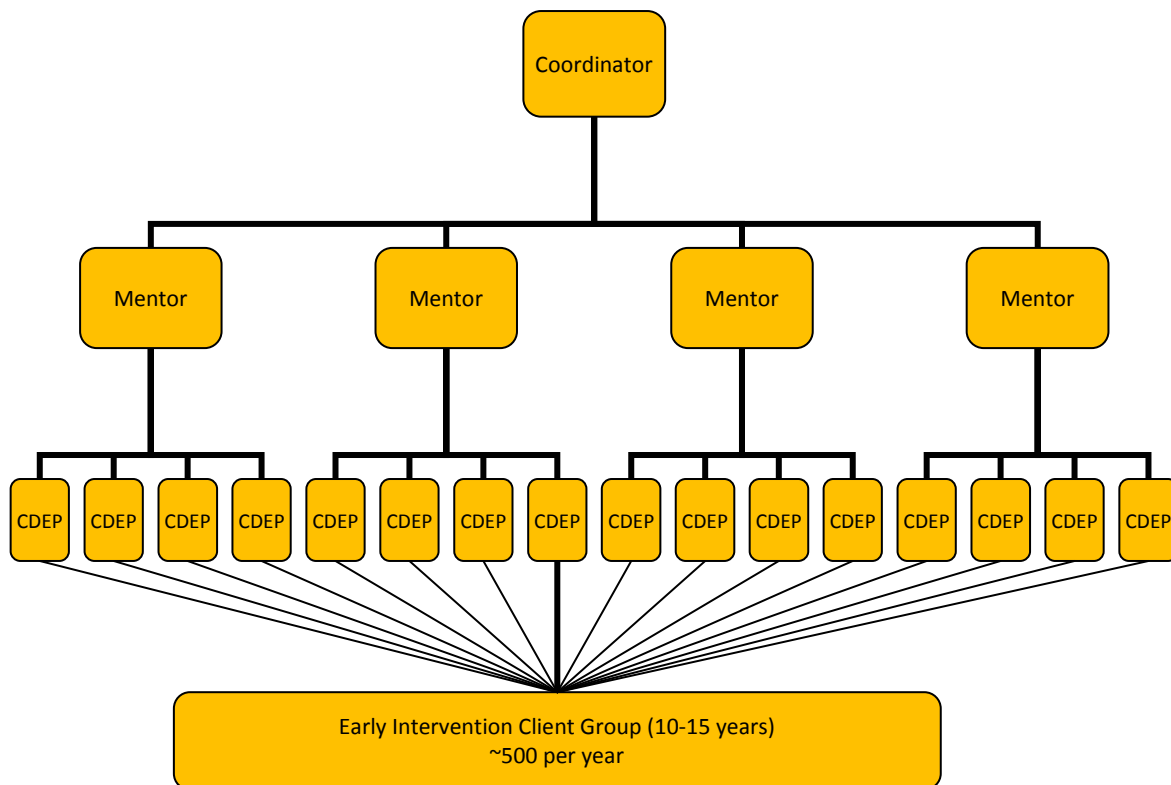 Coordinator
Mentor Mentor Mentor Mentor
CDEP CDEP CDEP CDEP CDEP CDEP CDEP CDEP CDEP CDEP CDEP CDEP CDEP CDEP CDEP CDEP
Early Intervention Client Group (10-15 years)
~500 per year